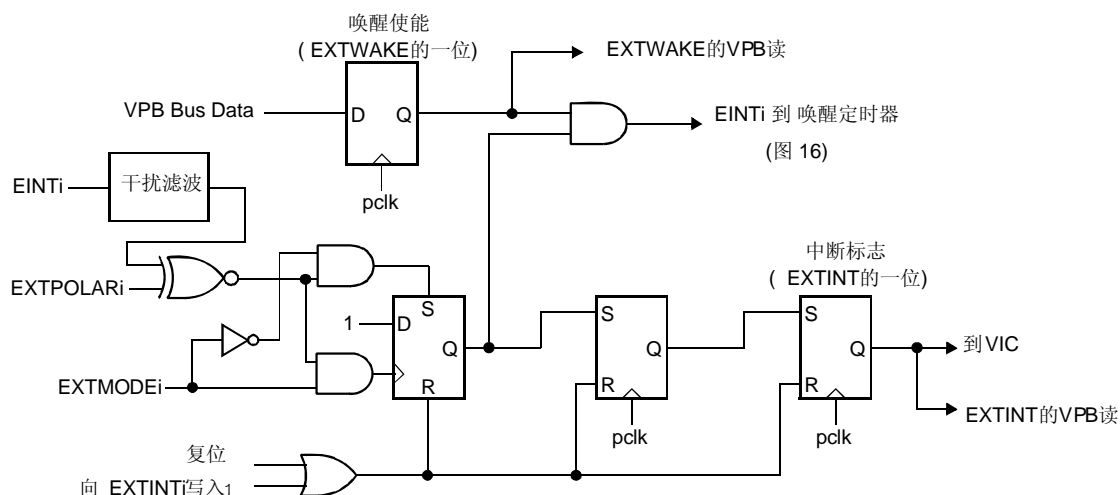 唤醒使能
( EXTWAKE的一位)
EXTWAKE的VPB读
VPB Bus Data
D
Q
EINTi 到 唤醒定时器
(图 16)
pclk
EINTi
干扰滤波
EXTPOLARi
中断标志
( EXTINT的一位)
1
D
S
Q
R
S
Q
R
S
Q
R
到VIC
EXTMODEi
pclk
pclk
EXTINT的VPB读
复位
向 EXTINTi写入1